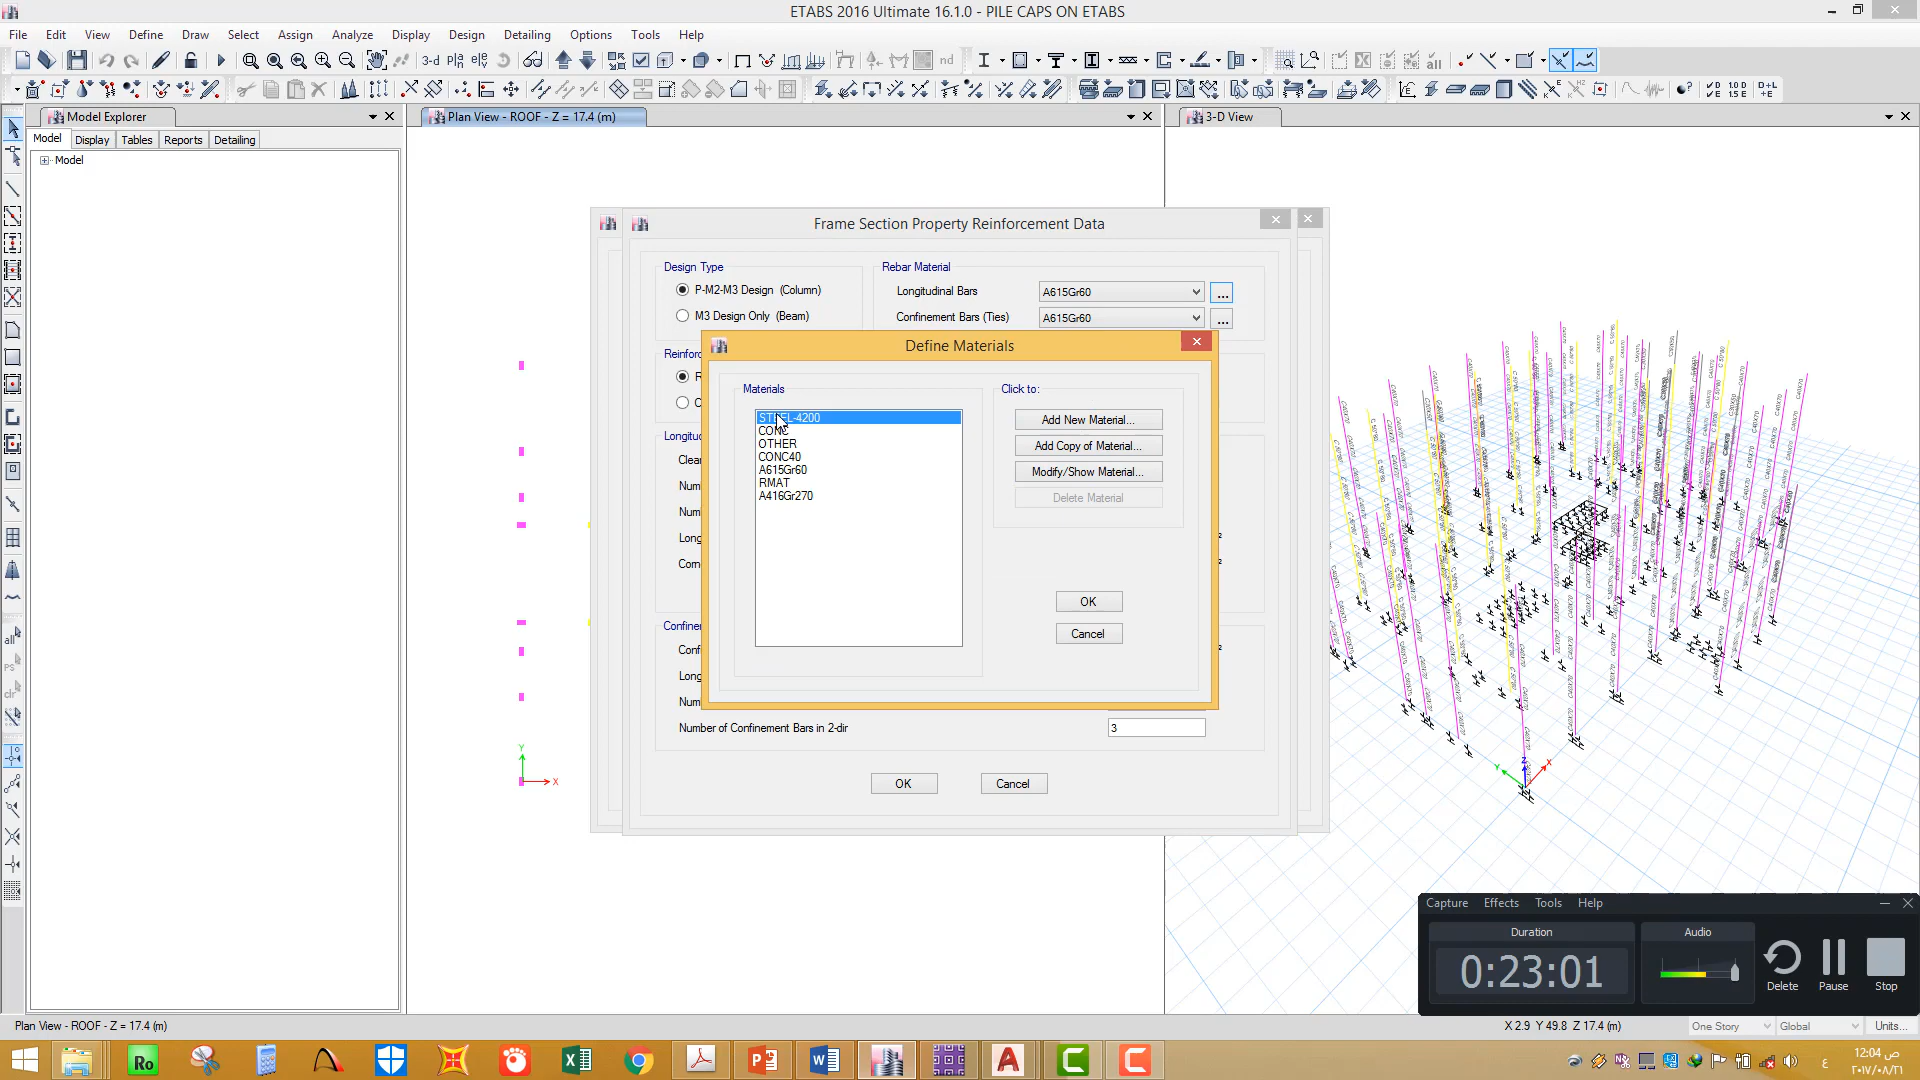 ETABS 2016 Ultimate 16.1.0 - PILE CAPS ON ETABS
File Edit View Define Draw Select Assign Analyze Display Design Detailing Options Tools Help
Model Explorer
Plan View - ROOF - Z = 17.4 (m)
3-D View
Model Display Tables Reports Detailing
Model
Frame Section Property Reinforcement Data
Design Type
P-M2-M3 Design (Column)
M3 Design Only (Beam)
Rebar Material
Longitudinal Bars A615Gr60 ...
Confinement Bars (Ties) A615Gr60 ...
Define Materials
Materials
STEEL-4200
CONC
OTHER
CONC40
A615Gr60
RMAT
A416Gr270
Click to:
Add New Material...
Add Copy of Material...
Modify/Show Material...
Delete Material
OK
Cancel
Number of Confinement Bars in 2-dir 3
OK Cancel
Capture Effects Tools Help
Duration
0:23:01
Audio
Delete Pause Stop
Plan View - ROOF - Z = 17.4 (m)
X 2.9 Y 49.8 Z 17.4 (m)
One Story Global Units...
12:04 ص
٢٠١٧/٠٨/٢١